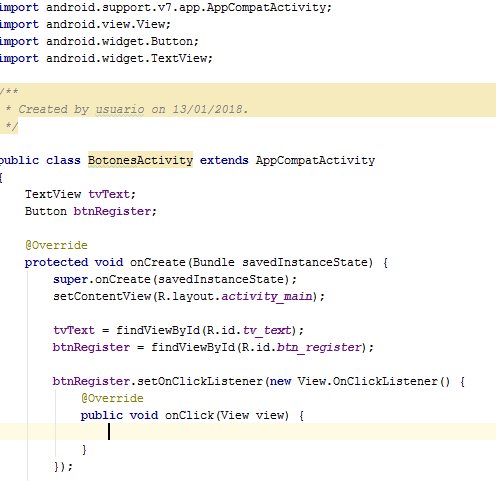 import android.support.v7.app.AppCompatActivity;
import android.view.View;
import android.widget.Button;
import android.widget.TextView;
/**
 * Created by usuario on 13/01/2018.
 */
public class BotonesActivity extends AppCompatActivity
{
    TextView tvText;
    Button btnRegister;
    @Override
    protected void onCreate(Bundle savedInstanceState) {
        super.onCreate(savedInstanceState);
        setContentView(R.layout.activity_main);
        tvText = findViewById(R.id.tv_text);
        btnRegister = findViewById(R.id.btn_register);
        btnRegister.setOnClickListener(new View.OnClickListener() {
            @Override
            public void onClick(View view) {
            }
        });